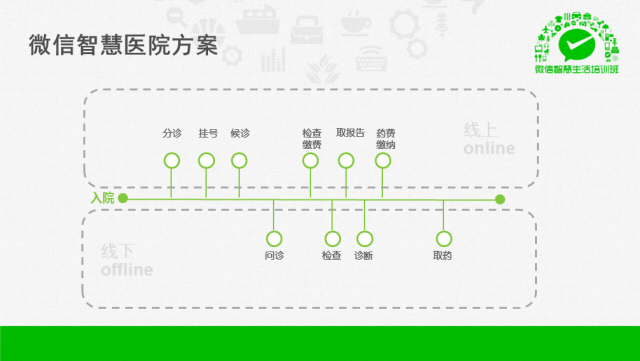 微信智慧医院方案
微信智慧生活培训班
线上
online
分诊
挂号
候诊
检查
缴费
取报告
药费
缴纳
入院
问诊
检查
诊断
取药
线下
offline